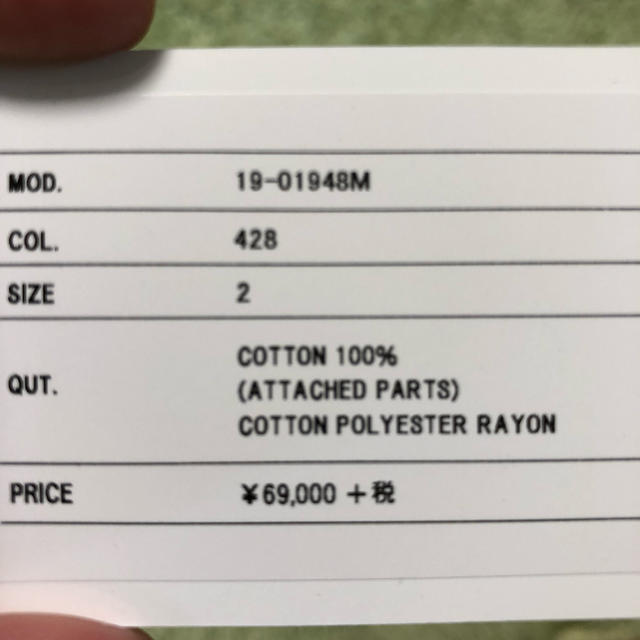 MOD. 19-01948M
COL. 428
SIZE 2
QUT. COTTON 100%
(ATTACHED PARTS)
COTTON POLYESTER RAYON
PRICE ¥69,000 +税